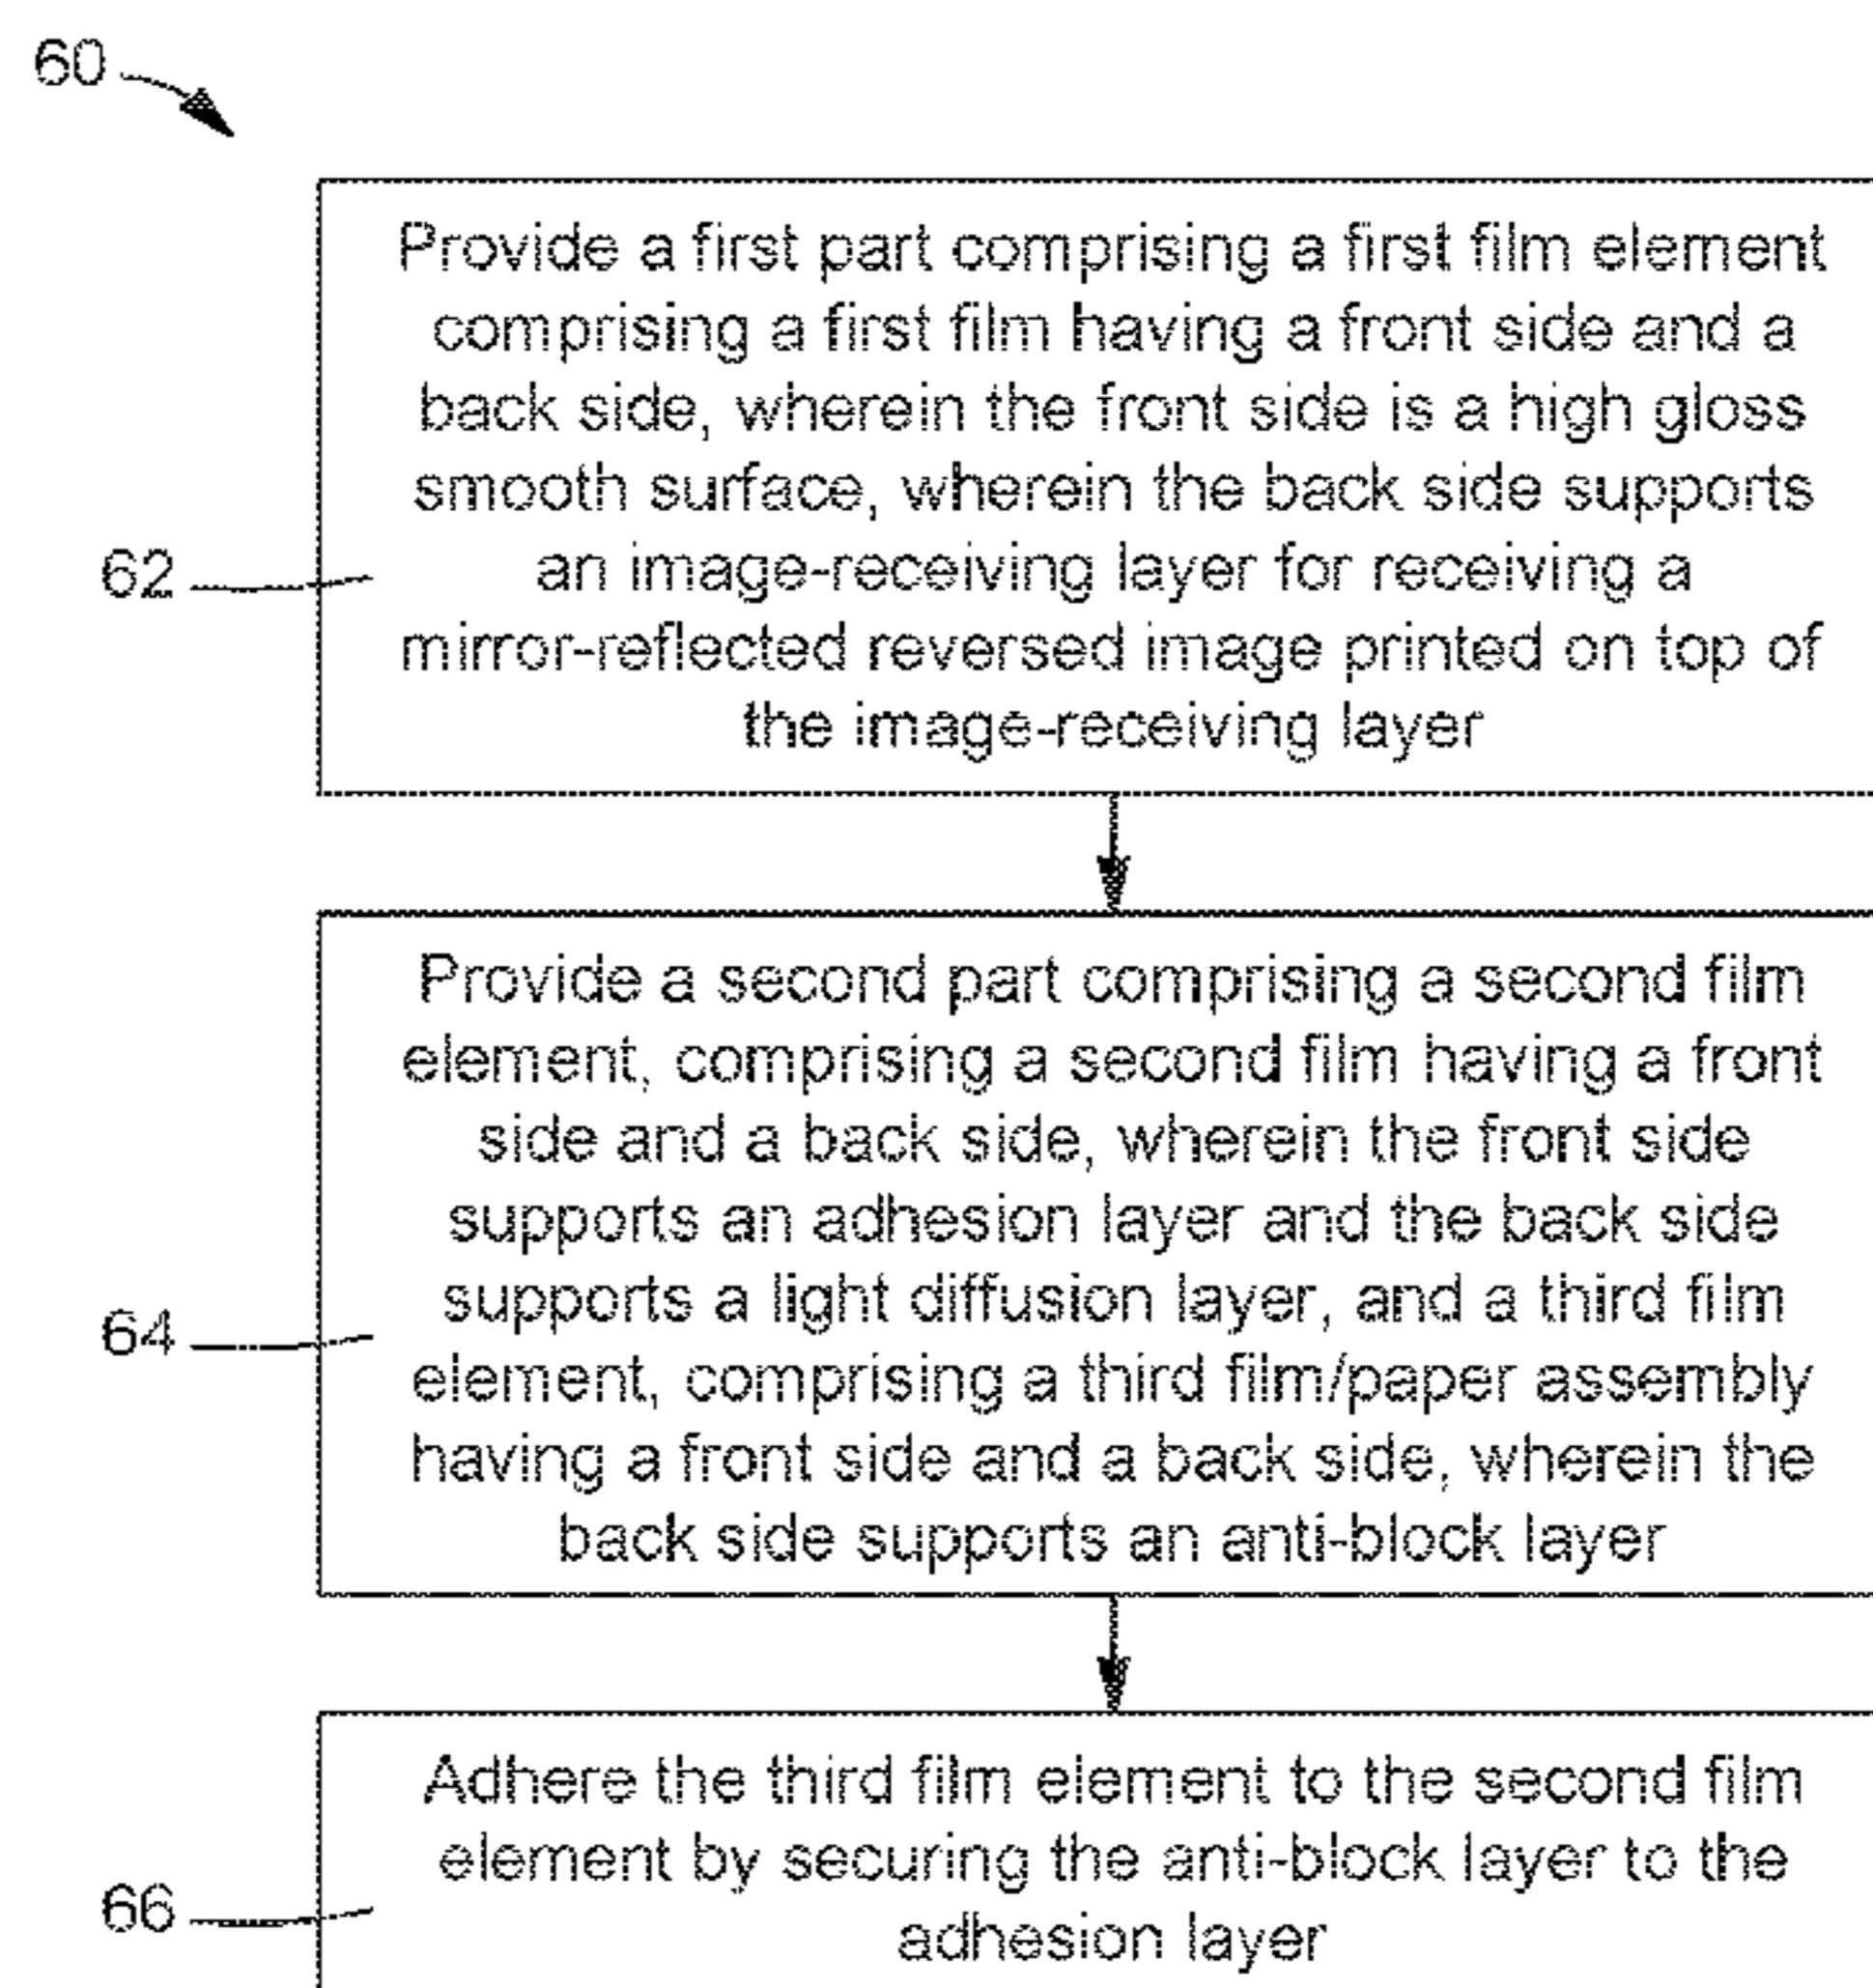 60
Provide a first part comprising a first film element
comprising a first film having a front side and a
back side, wherein the front side is a high gloss
smooth surface, wherein the back side supports
62
an image-receiving layer for receiving a
mirror-reflected reversed image printed on top of
the image-receiving layer
Provide a second part comprising a second film
element, comprising a second film having a front
side and a back side, wherein the front side
supports an adhesion layer and the back side
supports a light diffusion layer, and a third film
64
element, comprising a third film/paper assembly
having a front side and a back side, wherein the
back side supports an anti-block layer
Adhere the third film element to the second film
element by securing the anti-block layer to the
66
adhesion layer